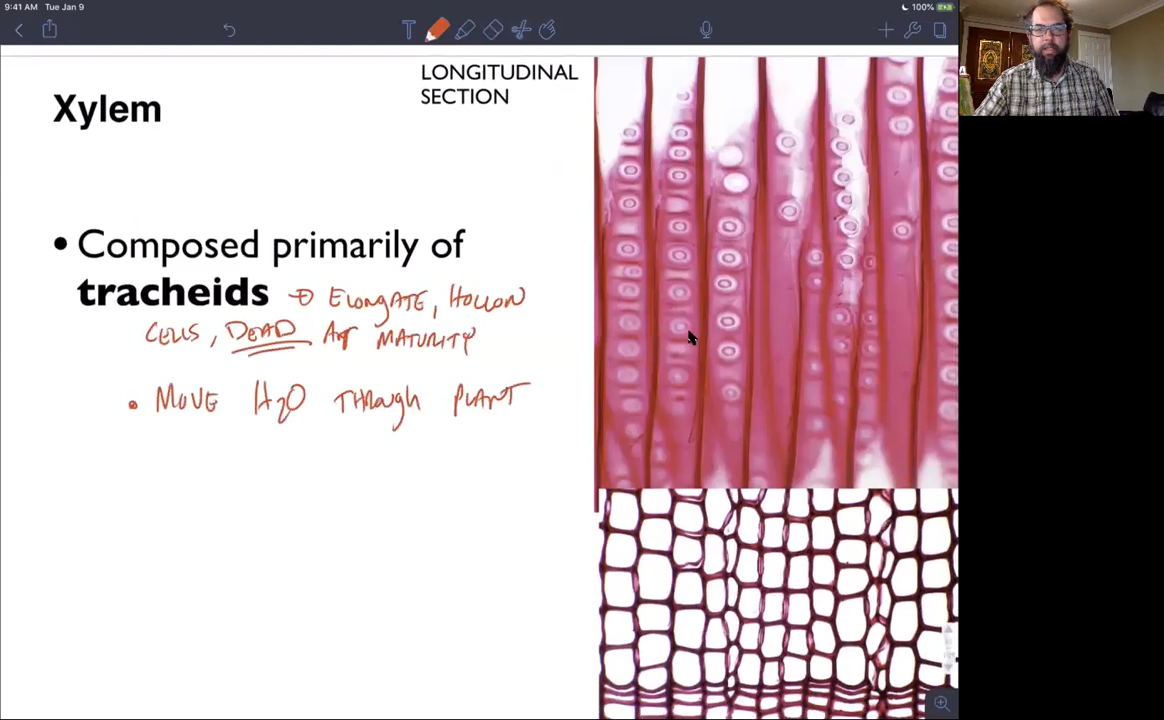 9:41 AM Tue Jan 9
100%
T
LONGITUDINAL
SECTION
Xylem
• Composed primarily of
tracheids → ELONGATE, HOLLOW
CELLS, DEAD AT MATURITY
• MOVE H2O THROUGH PLANT